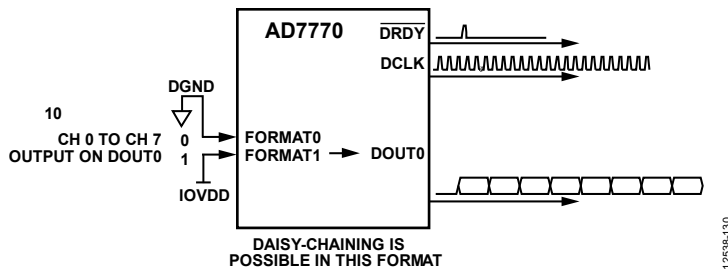 AD7770
DRDY
DCLK
DGND
10
CH 0 TO CH 7 0
OUTPUT ON DOUT0 1
FORMAT0
FORMAT1
DOUT0
IOVDD
DAISY-CHAINING IS
POSSIBLE IN THIS FORMAT
12538-130